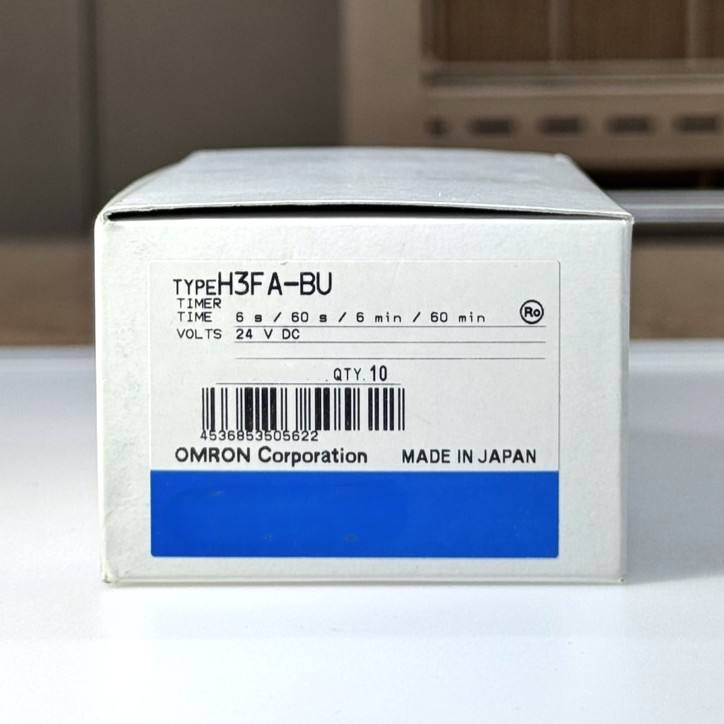 TYPE H3FA-BU
TIMER
TIME 6 s / 60 s / 6 min / 60 min Ro
VOLTS 24 V DC
QTY. 10
4536853505622
OMRON Corporation MADE IN JAPAN